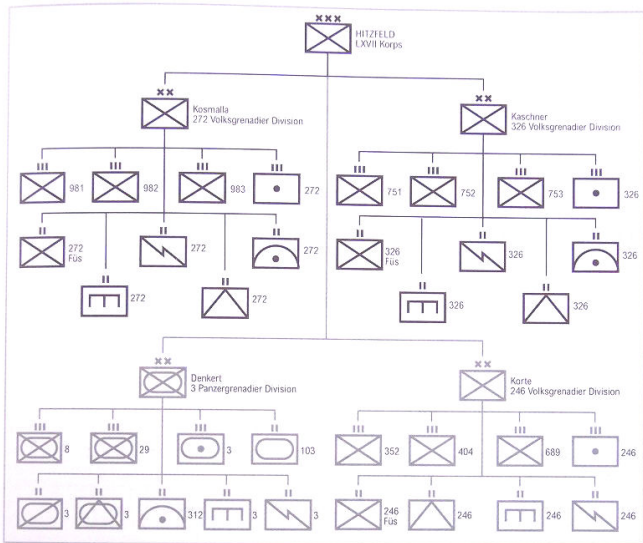 HITZFELD
LXVII Korps
Kosmalla
272 Volksgrenadier Division
Kaschner
326 Volksgrenadier Division
981
982
983
272
751
752
753
326
272
Füs
272
272
326
Füs
326
326
272
272
326
326
Denkert
3 Panzergrenadier Division
Korte
246 Volksgrenadier Division
8
29
3
103
352
404
689
246
3
3
312
3
3
246
Füs
246
246
246